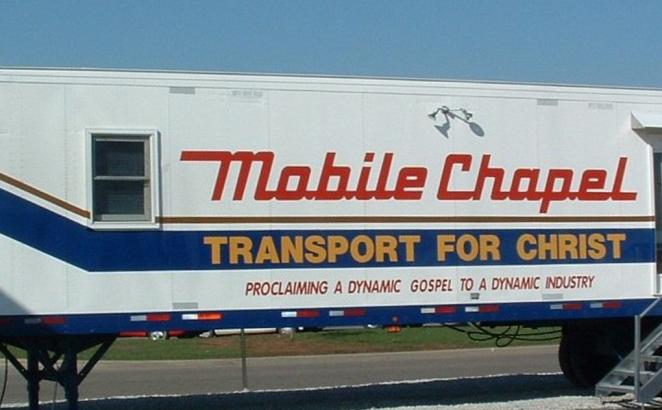 Mobile Chapel
TRANSPORT FOR CHRIST
PROCLAIMING A DYNAMIC GOSPEL TO A DYNAMIC INDUSTRY